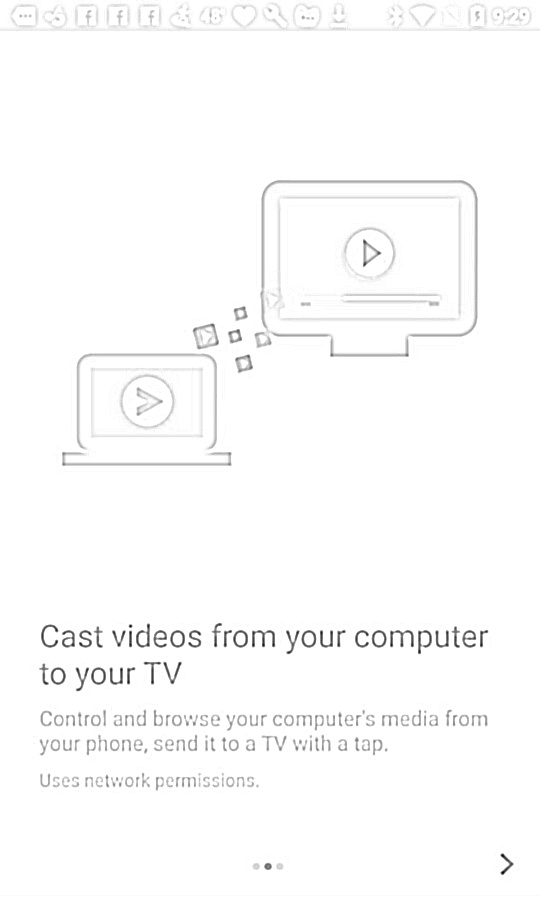 48° 9:29
Cast videos from your computer
to your TV
Control and browse your computer's media from
your phone, send it to a TV with a tap.
Uses network permissions.